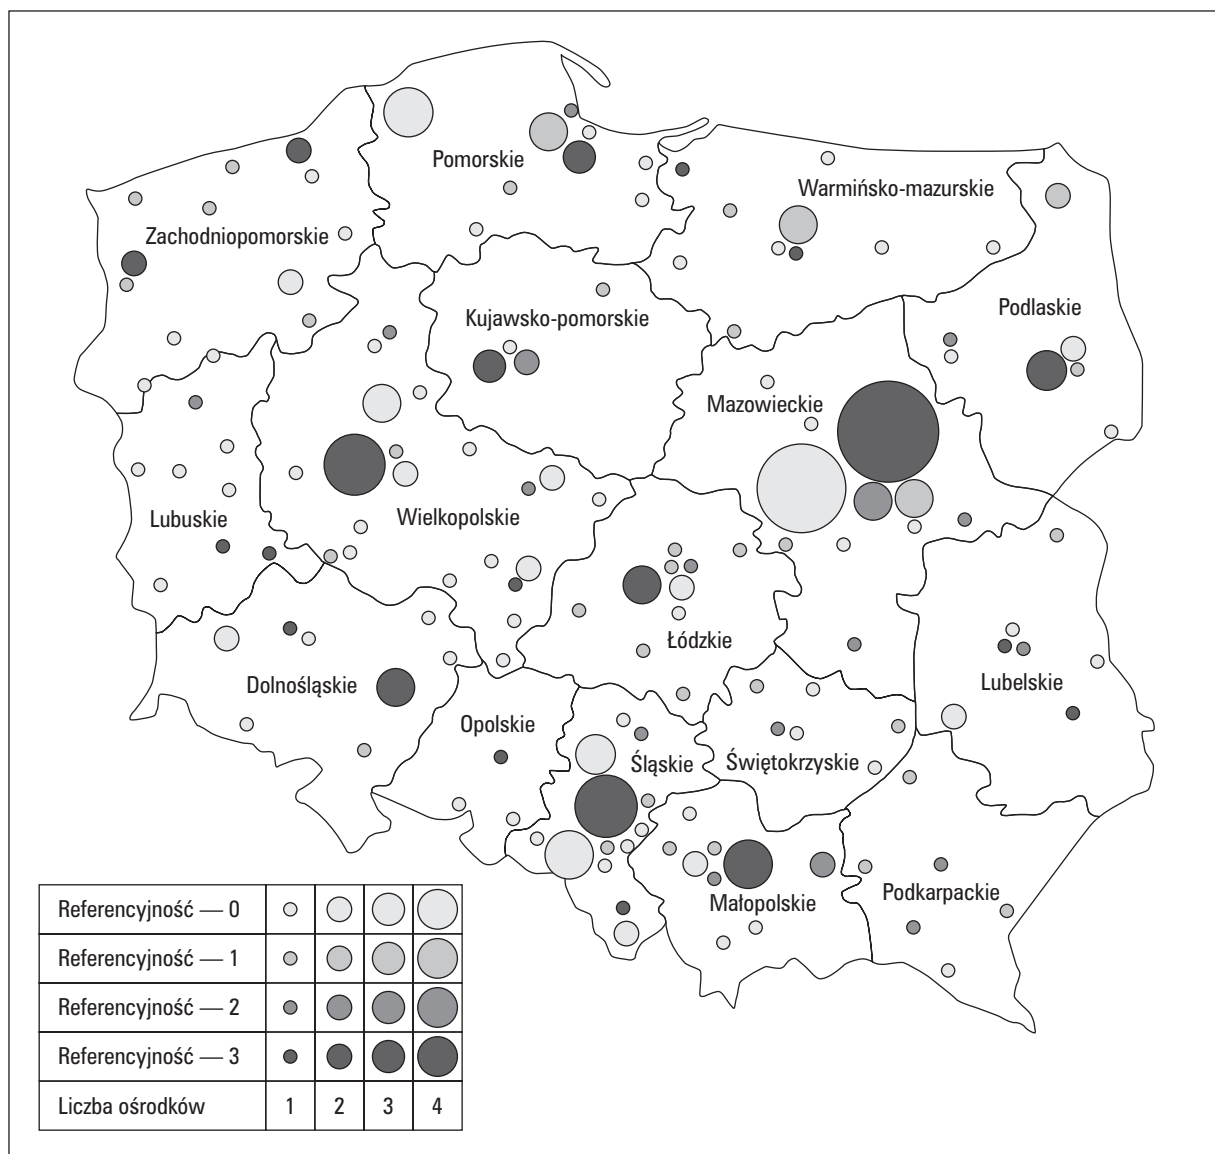 Pomorskie
Warmińsko-mazurskie
Zachodniopomorskie
Podlaskie
Kujawsko-pomorskie
Mazowieckie
Wielkopolskie
Lubuskie
Łódzkie
Lubelskie
Dolnośląskie
Opolskie
Śląskie
Świętokrzyskie
Podkarpackie
Małopolskie
Referencyjność — 0
Referencyjność — 1
Referencyjność — 2
Referencyjność — 3
Liczba ośrodków 1 2 3 4